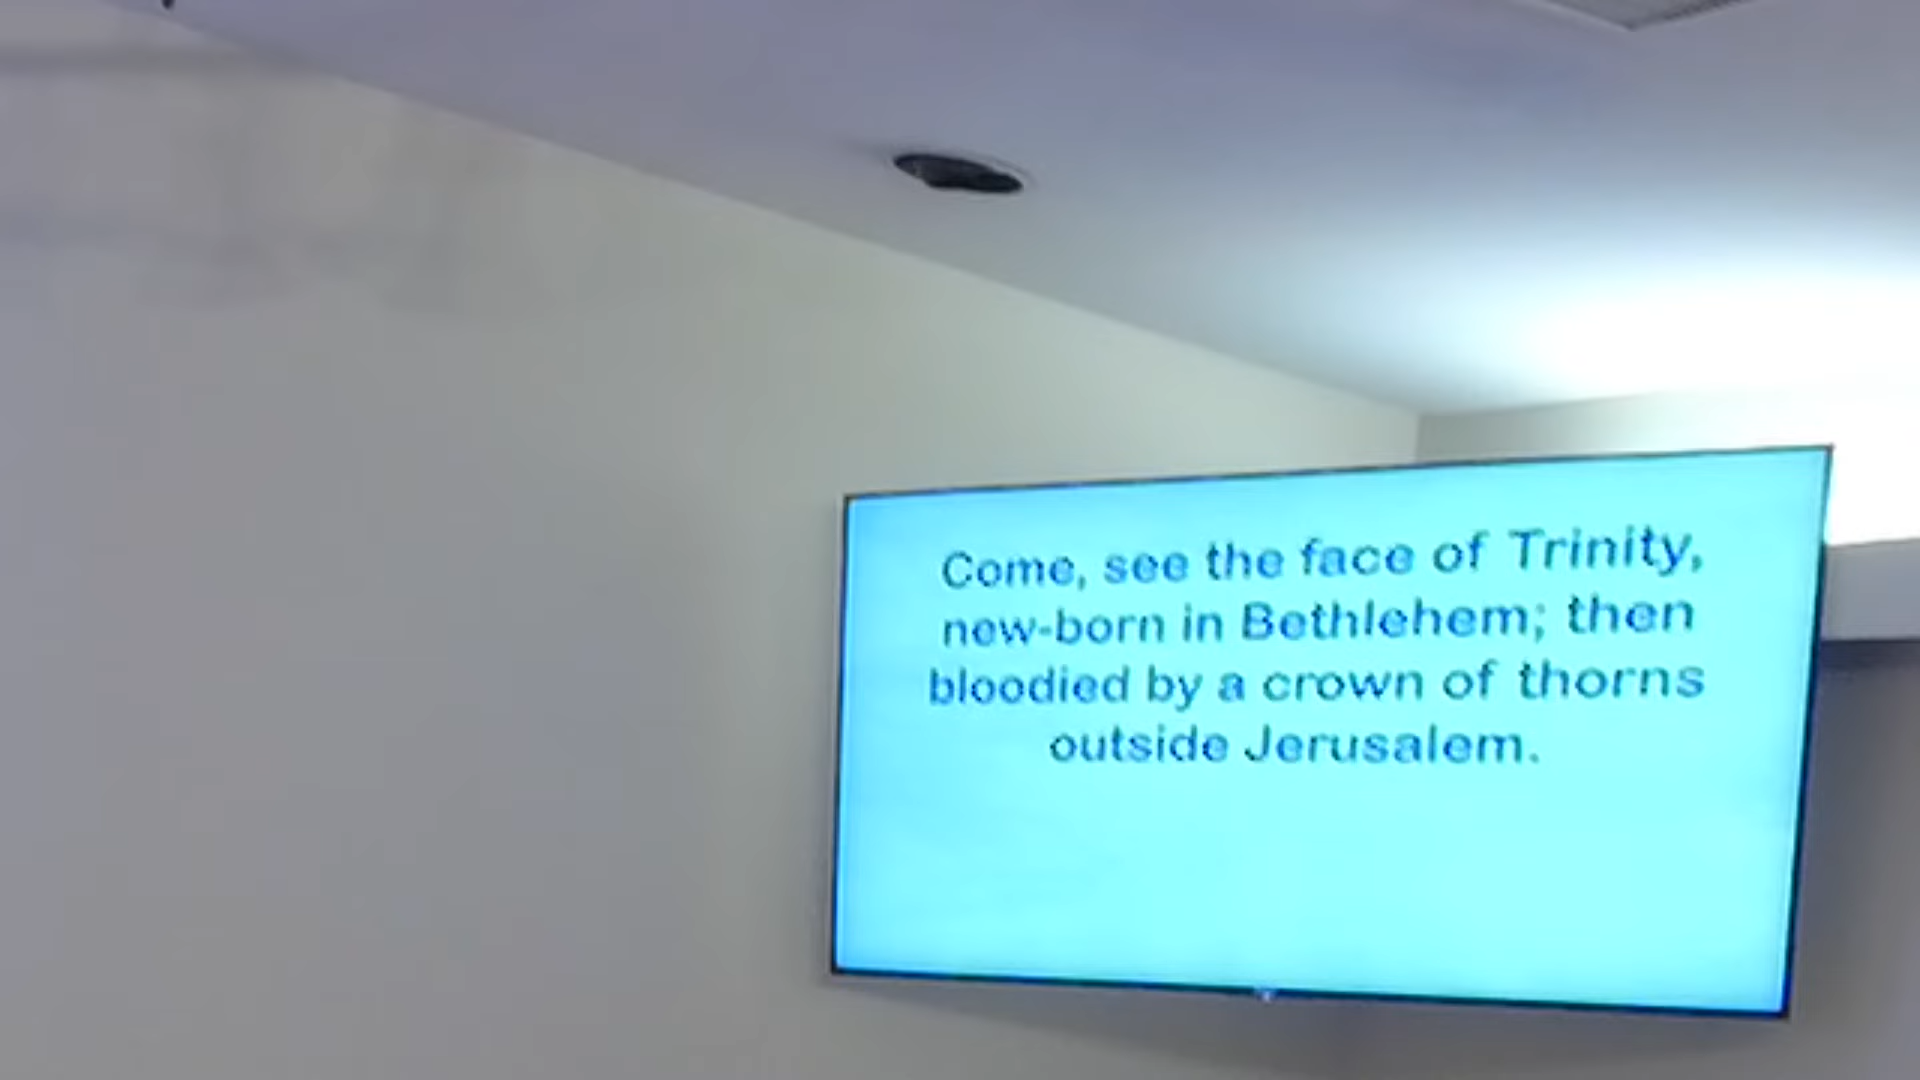 Come, see the face of Trinity,
new-born in Bethlehem; then
bloodied by a crown of thorns
outside Jerusalem.